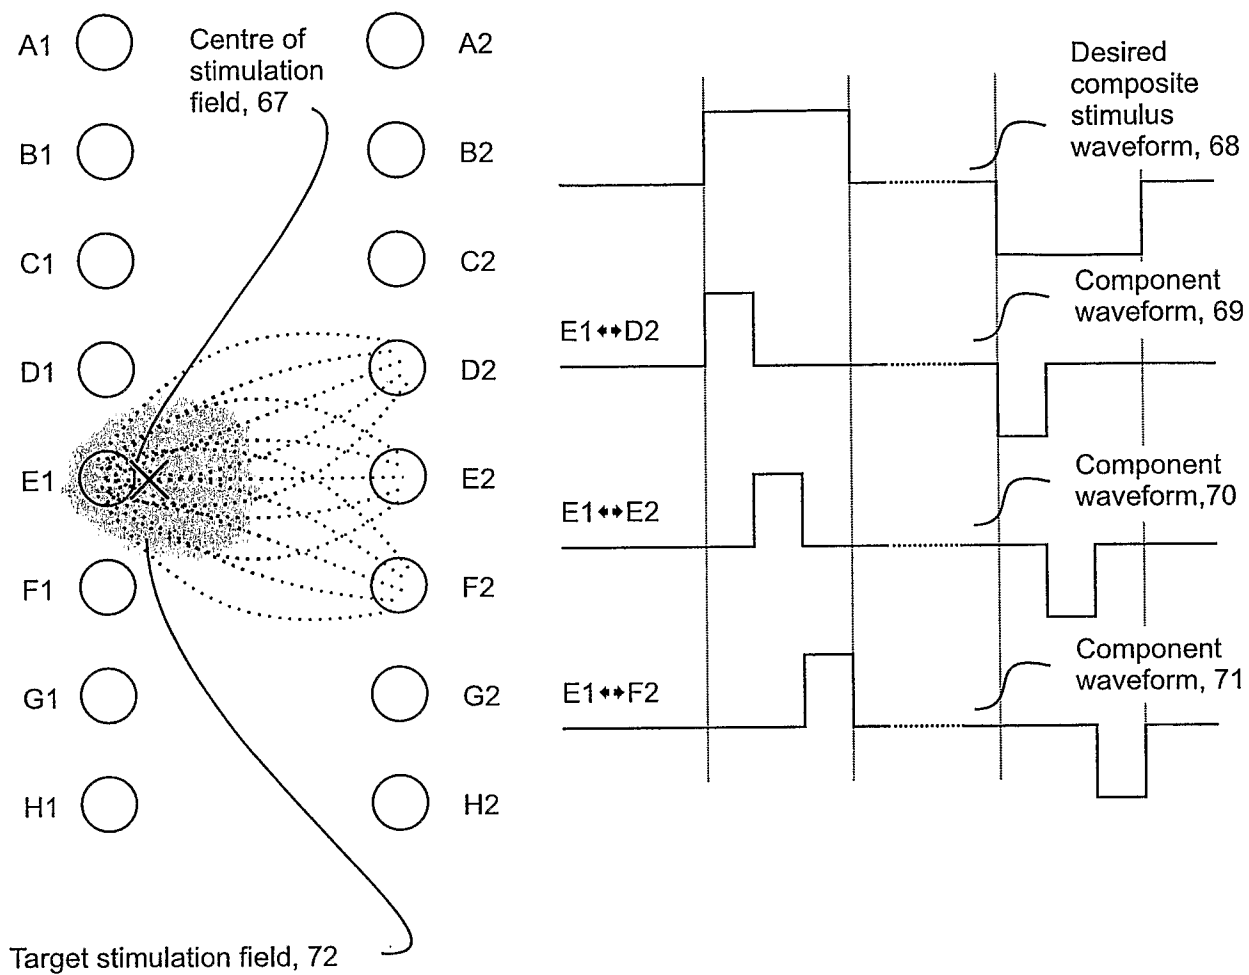 A1
A2
Centre of
stimulation
field, 67
Desired
composite
stimulus
waveform, 68
B1
B2
C1
C2
Component
waveform, 69
E1↔D2
D1
D2
E1
E2
Component
waveform,70
E1↔E2
F1
F2
Component
waveform, 71
E1↔F2
G1
G2
H1
H2
Target stimulation field, 72